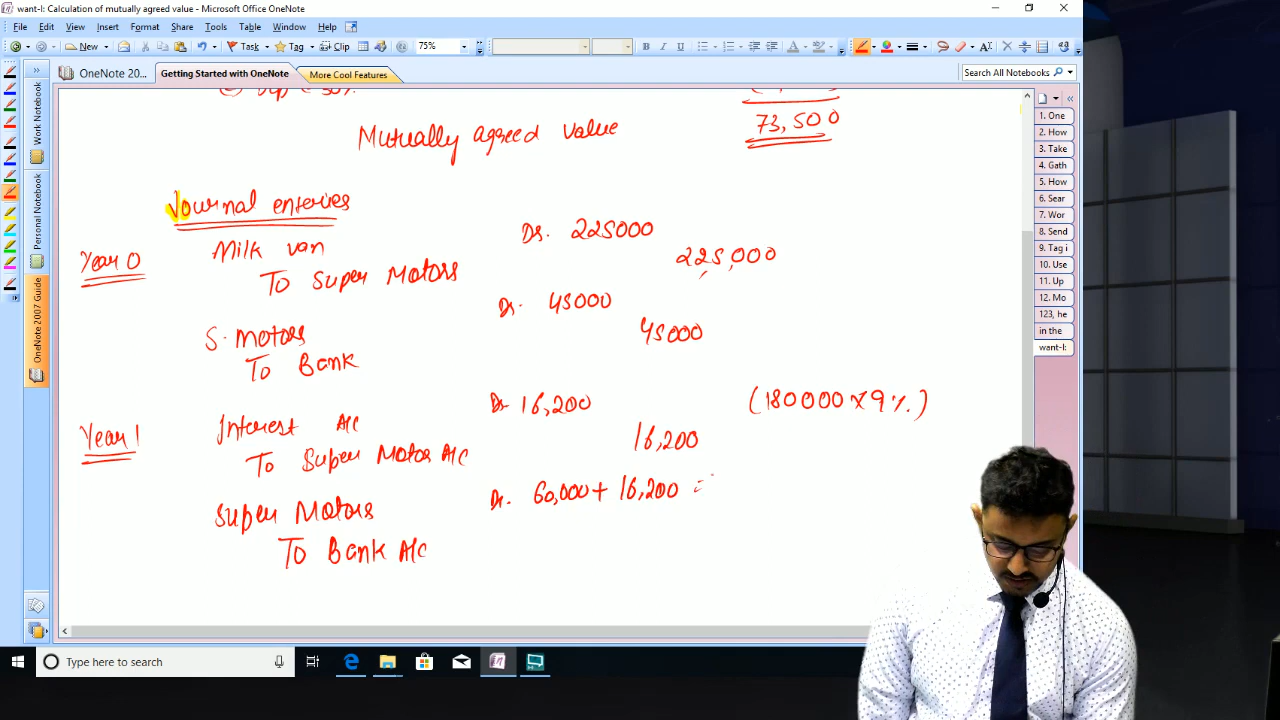 want-l: Calculation of mutually agreed value - Microsoft Office OneNote
File Edit View Insert Format Share Tools Table Window Help
New Task Tag Clip 75%
OneNote 20... Getting Started with OneNote More Cool Features Search All Notebooks
Work Notebook
Personal Notebook
OneNote 2007 Guide
1. One
2. How
3. Take
4. Gath
5. How
6. Sear
7. Wor
8. Send
9. Tag i
10. Use
11. Up
12. Mo
123, he
in the
want-l:
73,500
Mutually agreed value
Journal enteries
Year 0 Milk van Dr. 225000
To Super Motors 225,000
S. Motors Dr. 45000
To Bank 45000
Year 1 Interest A/c Dr 16,200 (180000 x 9%)
To Super Motor A/c 16,200
Super Motors Dr. 60,000 + 16,200 =
To Bank A/c
Type here to search